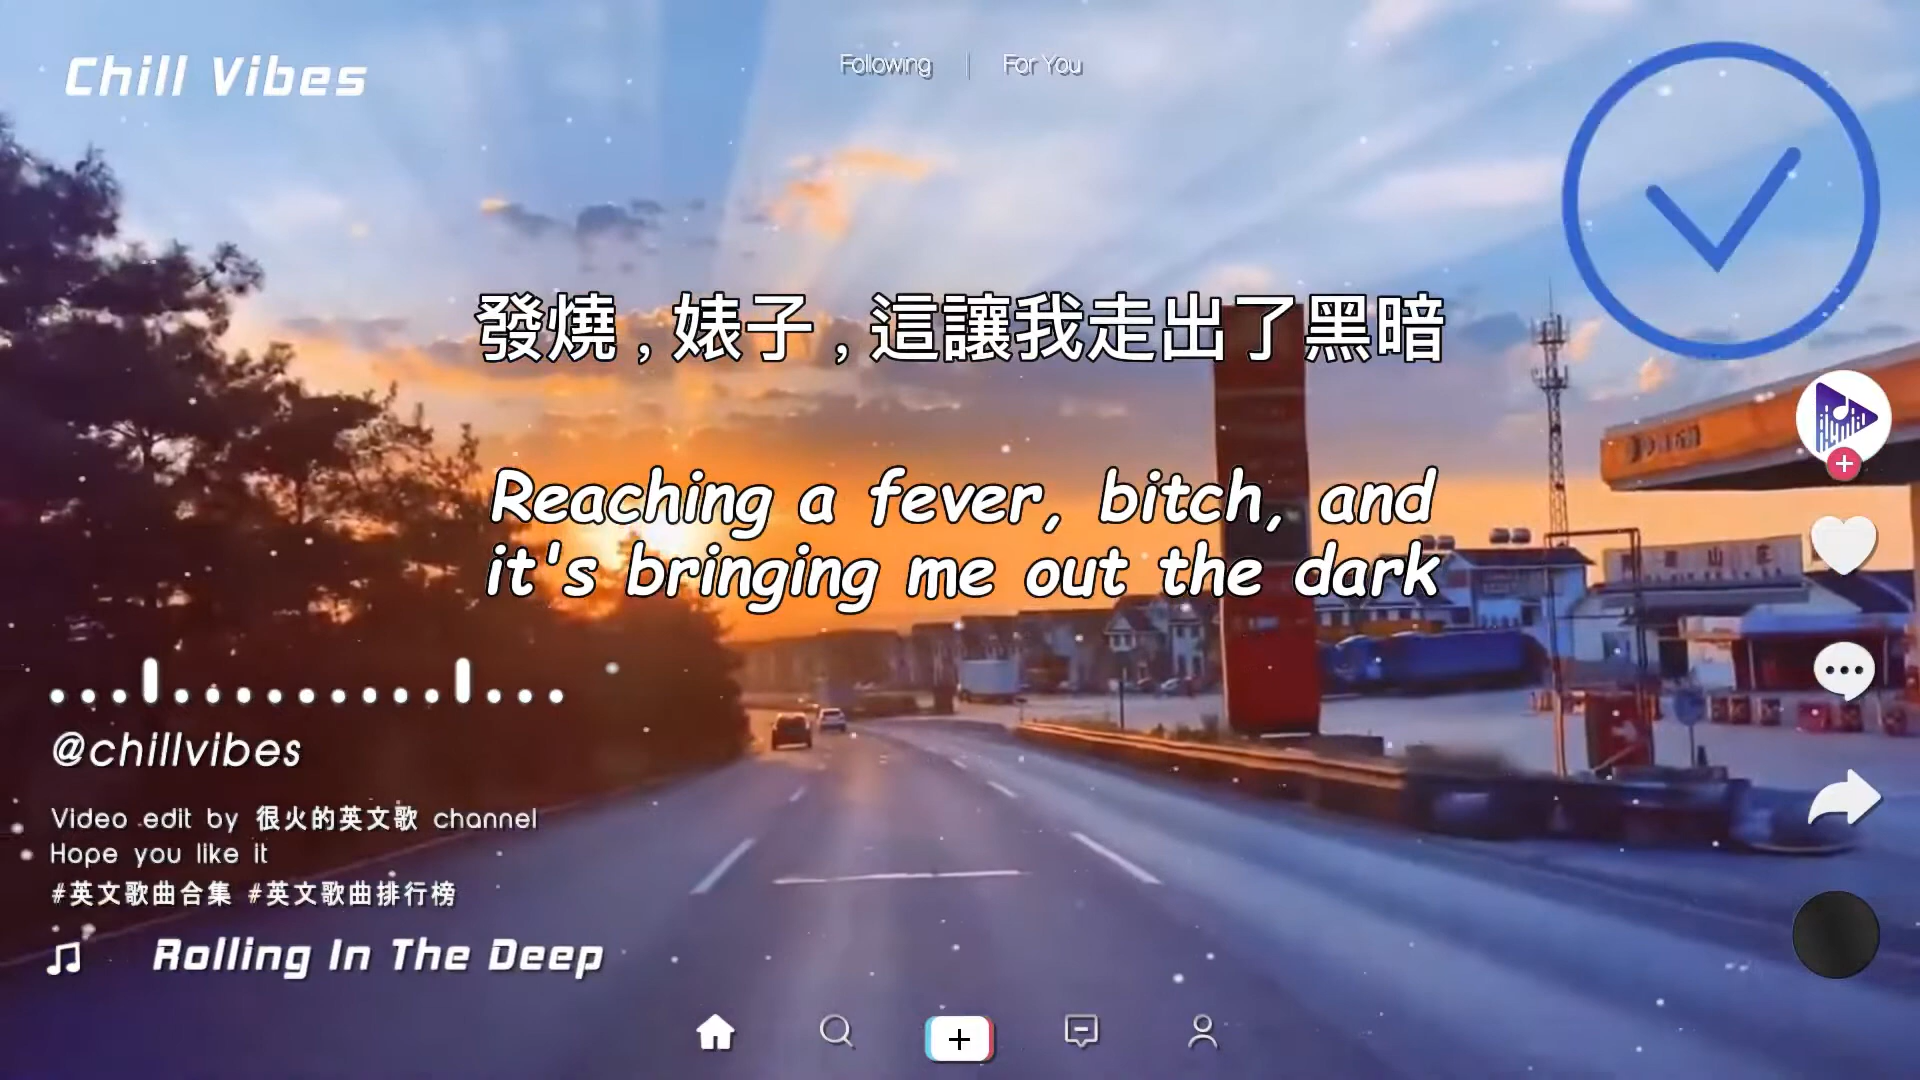 Chill Vibes
Following | For You
發燒 , 婊子 , 這讓我走出了黑暗
Reaching a fever, bitch, and
it's bringing me out the dark
@chillvibes
Video edit by 很火的英文歌 channel
Hope you like it
#英文歌曲合集 #英文歌曲排行榜
Rolling In The Deep